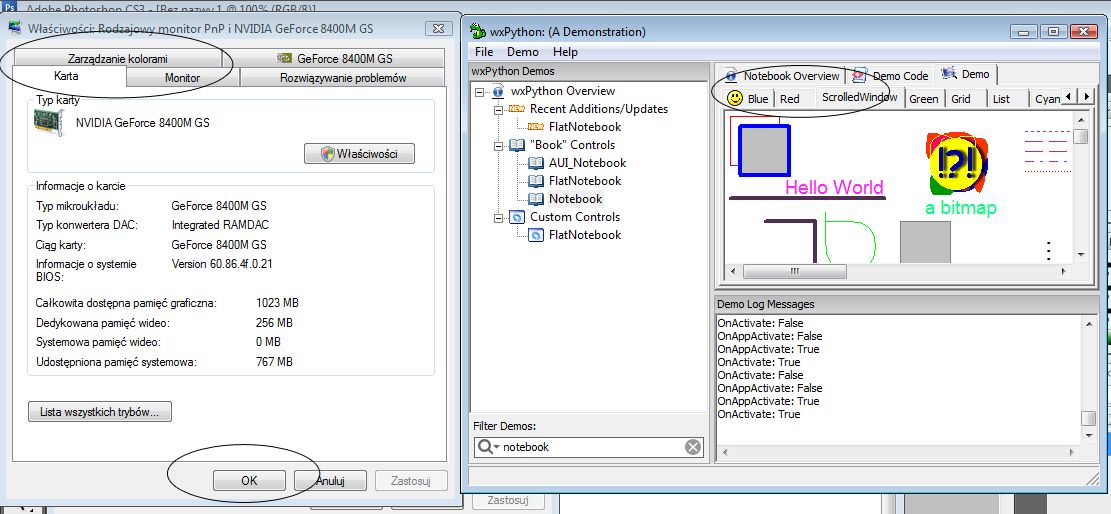 Adobe Photoshop CS3 - [Bez nazwy 1 @ 100% (RGB/8)]
Właściwości: Rodzajowy monitor PnP i NVIDIA GeForce 8400M GS
Zarządzanie kolorami
GeForce 8400M GS
Karta
Monitor
Rozwiązywanie problemów
Typ karty
NVIDIA GeForce 8400M GS
Właściwości
Informacje o karcie
Typ mikroukładu: GeForce 8400M GS
Typ konwertera DAC: Integrated RAMDAC
Ciąg karty: GeForce 8400M GS
Informacje o systemie Version 60.86.4f.0.21
BIOS:
Całkowita dostępna pamięć graficzna: 1023 MB
Dedykowana pamięć wideo: 256 MB
Systemowa pamięć wideo: 0 MB
Udostępniona pamięć systemowa: 767 MB
Lista wszystkich trybów...
OK
Anuluj
Zastosuj
Zastosuj
wxPython: (A Demonstration)
File Demo Help
wxPython Demos
wxPython Overview
Recent Additions/Updates
NEW
FlatNotebook
"Book" Controls
AUI_Notebook
FlatNotebook
Notebook
Custom Controls
FlatNotebook
Filter Demos:
notebook
Notebook Overview
Demo Code
Demo
Blue
Red
ScrolledWindow
Green
Grid
List
Cyan
Hello World
!?!
a bitmap
Demo Log Messages
OnActivate: False
OnAppActivate: False
OnAppActivate: True
OnActivate: True
OnActivate: False
OnAppActivate: False
OnAppActivate: True
OnActivate: True